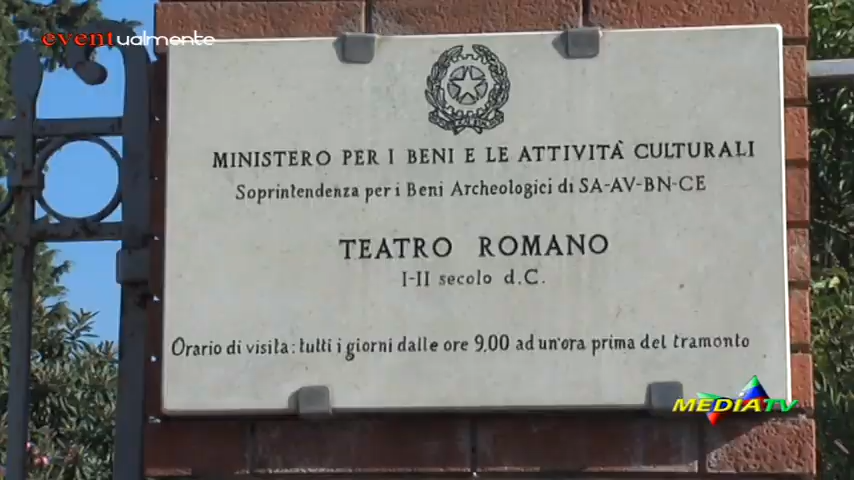 eventualmente
MINISTERO PER I BENI E LE ATTIVITÀ CULTURALI
SOPRINTENDENZA PER I BENI ARCHEOLOGICI DI SA-AV-BN-CE
TEATRO ROMANO
I-II secolo d.C.
Orario di visita: tutti i giorni dalle ore 9,00 ad un'ora prima del tramonto
MEDIATV